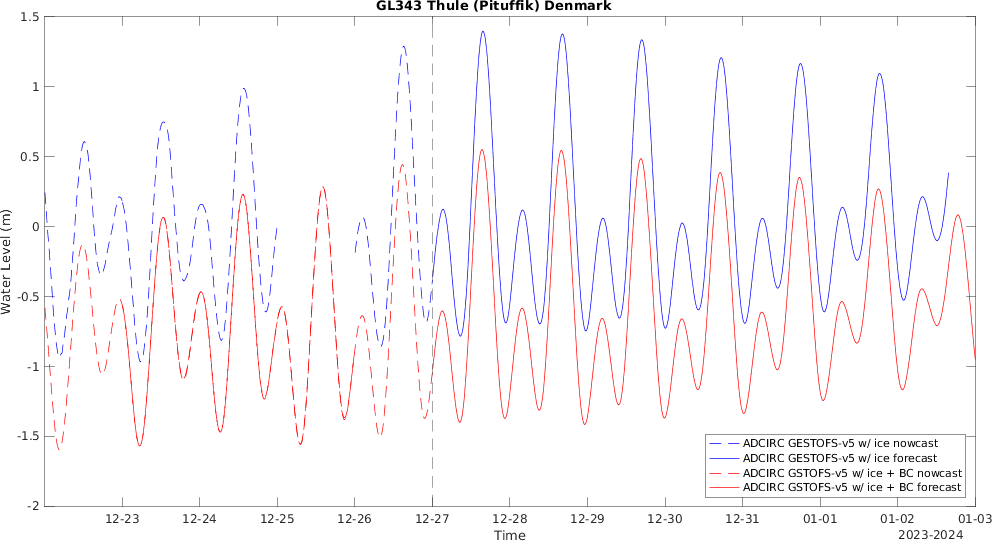 GL343 Thule (Pituffik) Denmark
1.5
1
0.5
0
-0.5
-1
-1.5
-2
Water Level (m)
12-23 12-24 12-25 12-26 12-27 12-28 12-29 12-30 12-31 01-01 01-02 01-03
Time
2023-2024
ADCIRC GESTOFS-v5 w/ ice nowcast
ADCIRC GESTOFS-v5 w/ ice forecast
ADCIRC GSTOFS-v5 w/ ice + BC nowcast
ADCIRC GSTOFS-v5 w/ ice + BC forecast